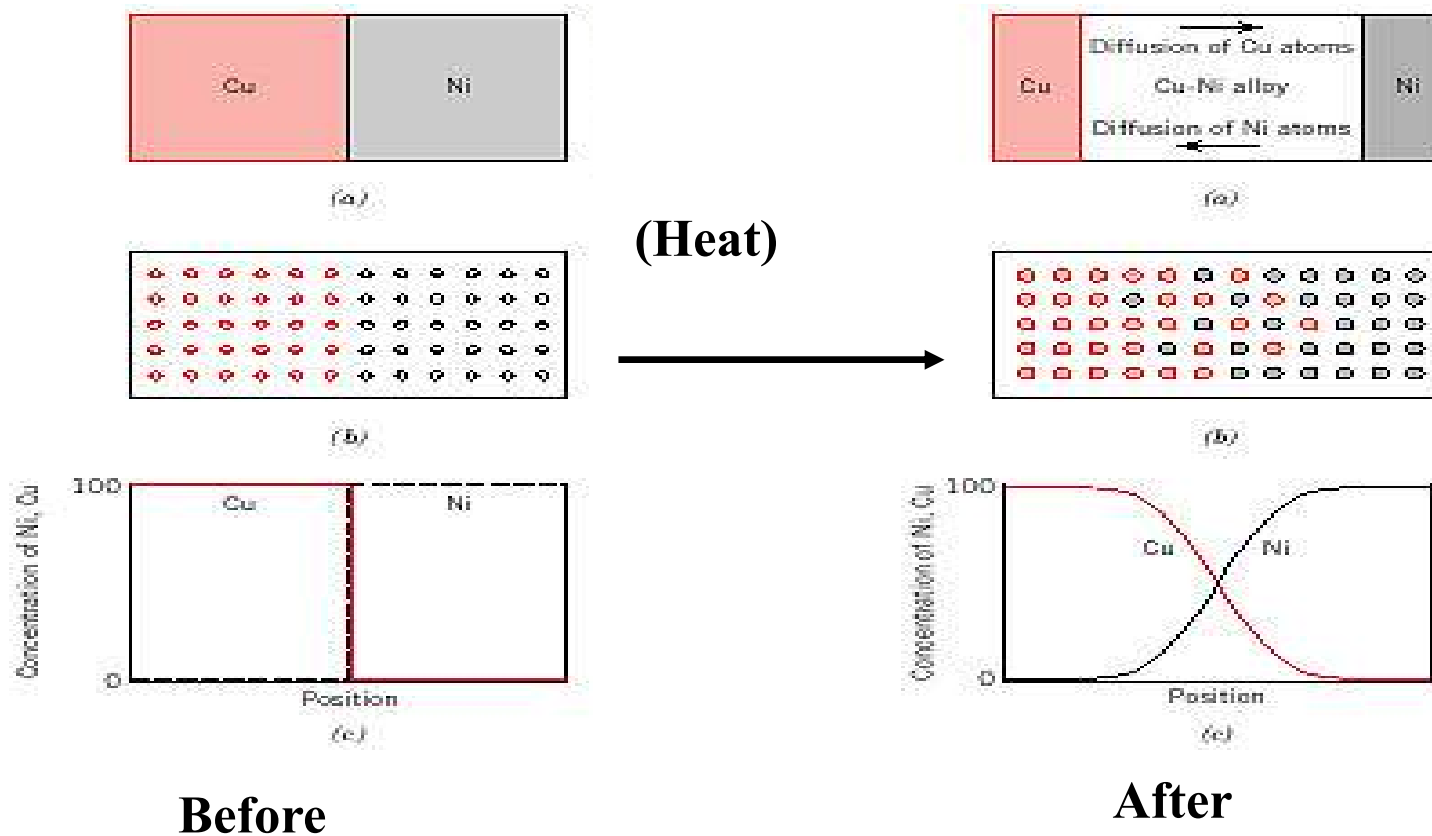 Cu
Ni
(a)
(b)
Concentration of Ni, Cu
100
Cu
Ni
0
Position
(c)
Before
(Heat)
Diffusion of Cu atoms
Cu
Cu-Ni alloy
Ni
Diffusion of Ni atoms
(a)
(b)
Concentration of Ni, Cu
100
Cu
Ni
0
Position
(c)
After